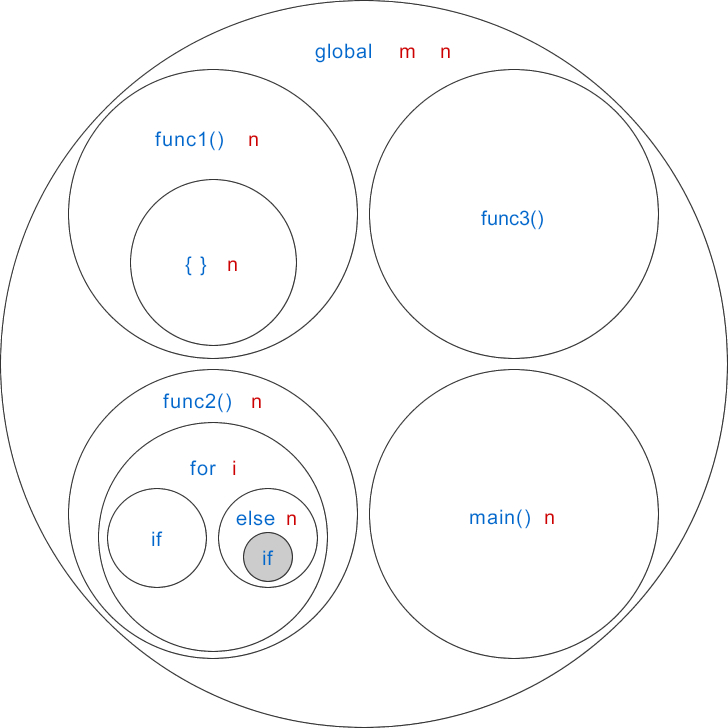 global m n
func1() n
{ } n
func3()
func2() n
for i
if
else n
if
main() n